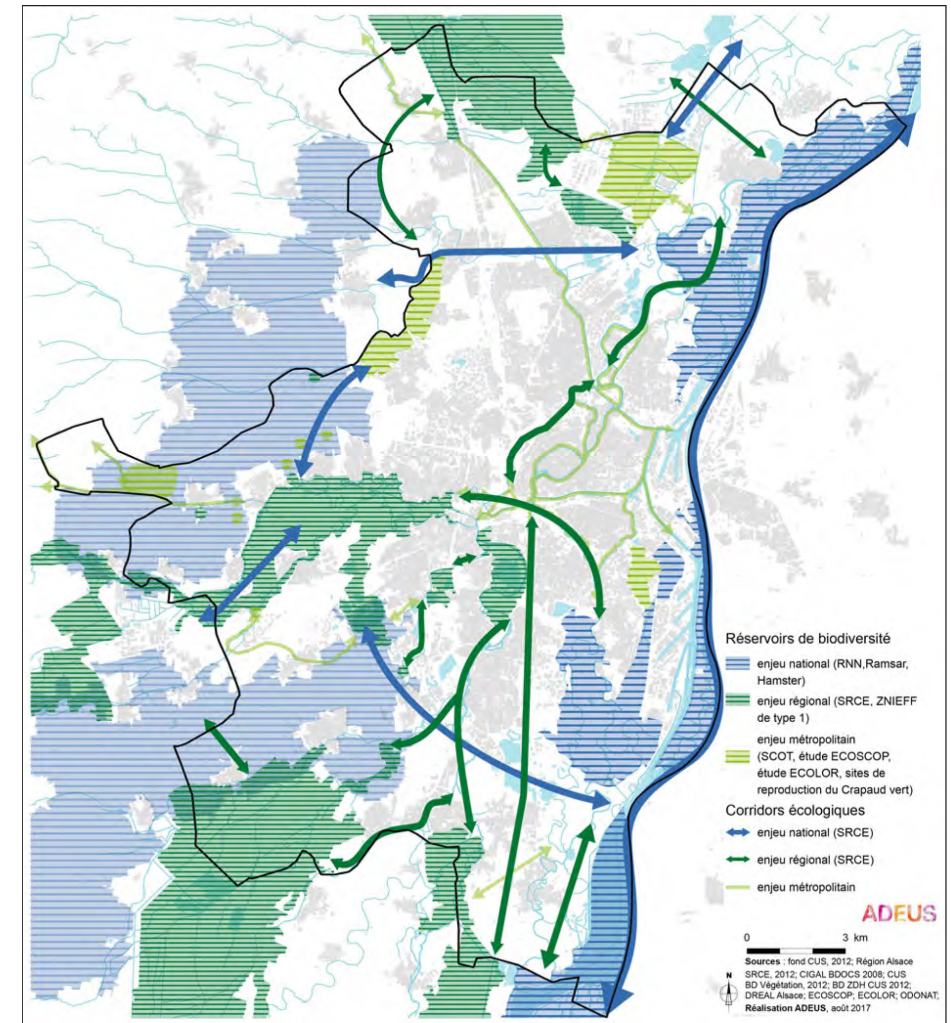 Réservoirs de biodiversité
enjeu national (RNN,Ramsar,
Hamster)
enjeu régional (SRCE, ZNIEFF
de type 1)
enjeu métropolitain
(SCOT, étude ECOSCOP,
étude ECOLOR, sites de
reproduction du Crapaud vert)
Corridors écologiques
enjeu national (SRCE)
enjeu régional (SRCE)
enjeu métropolitain
ADEUS
0 3 km
Sources : fond CUS, 2012; Région Alsace
SRCE, 2012; CIGAL BDOCS 2008; CUS
N
BD Végétation, 2012; BD ZDH CUS 2012;
DREAL Alsace; ECOSCOP; ECOLOR; ODONAT;
Réalisation ADEUS, août 2017